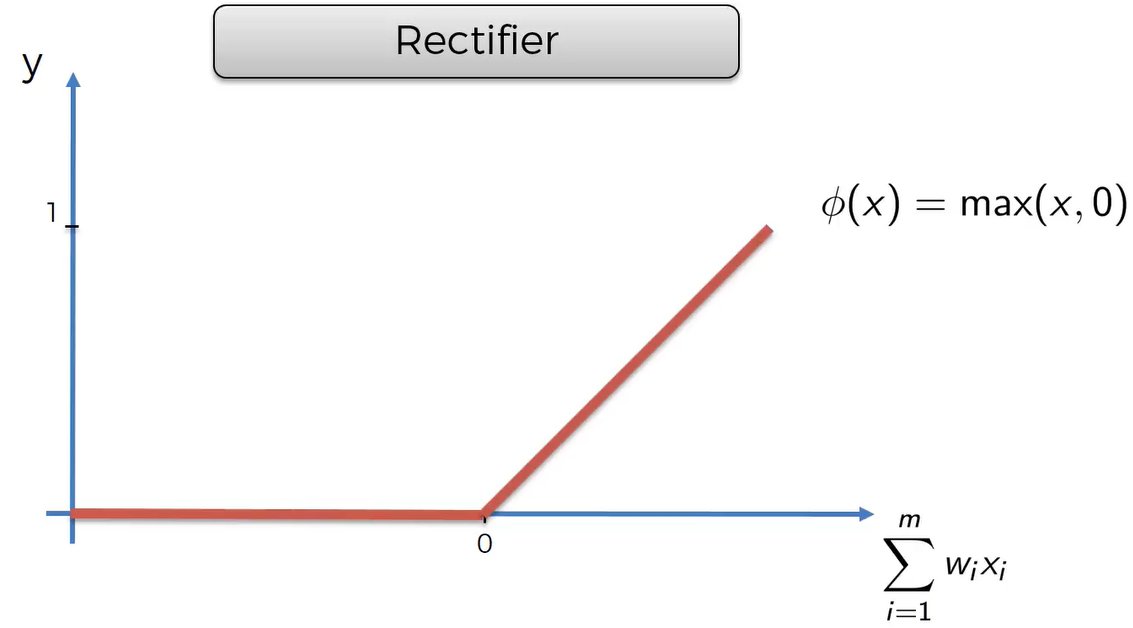 Rectifier
y
1
ϕ(x) = max(x, 0)
0
m
∑ wᵢxᵢ
i=1